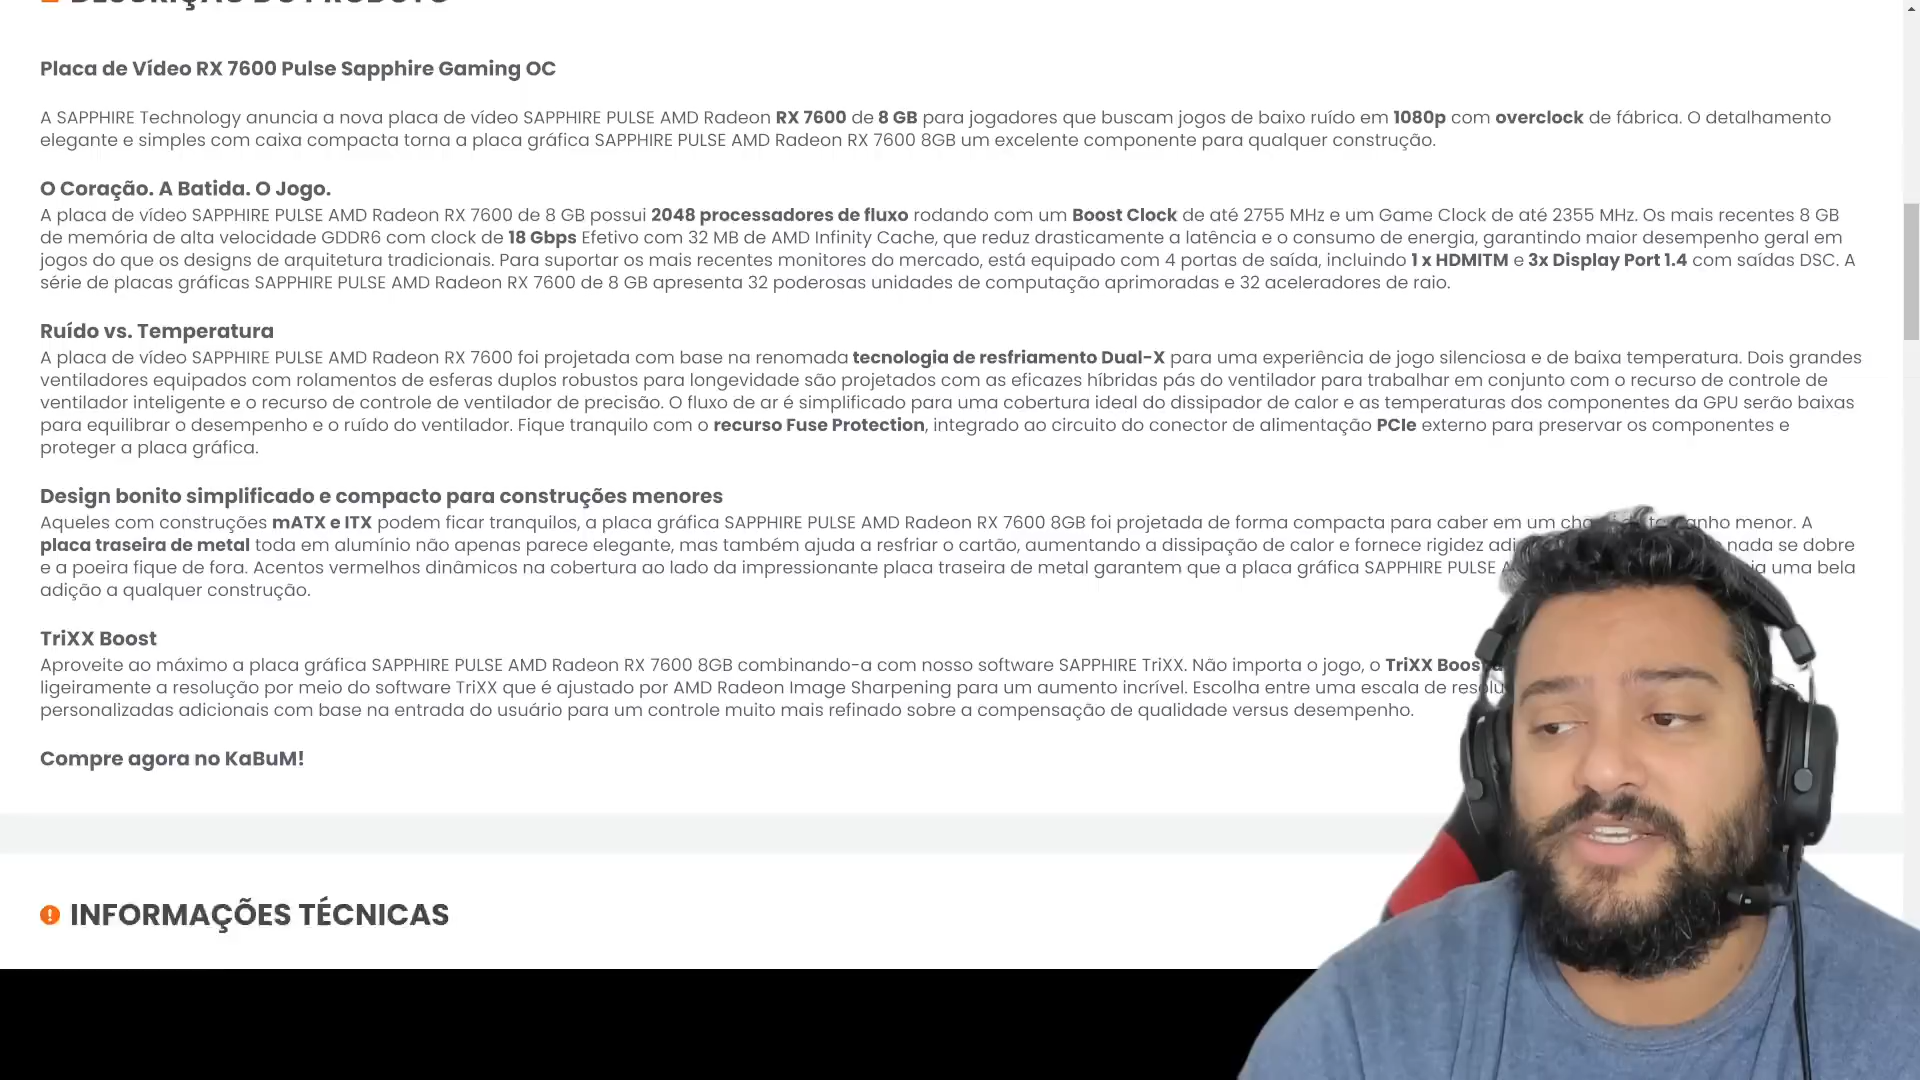 Placa de Vídeo RX 7600 Pulse Sapphire Gaming OC
A SAPPHIRE Technology anuncia a nova placa de vídeo SAPPHIRE PULSE AMD Radeon RX 7600 de 8 GB para jogadores que buscam jogos de baixo ruído em 1080p com overclock de fábrica. O detalhamento
elegante e simples com caixa compacta torna a placa gráfica SAPPHIRE PULSE AMD Radeon RX 7600 8GB um excelente componente para qualquer construção.
O Coração. A Batida. O Jogo.
A placa de vídeo SAPPHIRE PULSE AMD Radeon RX 7600 de 8 GB possui 2048 processadores de fluxo rodando com um Boost Clock de até 2755 MHz e um Game Clock de até 2355 MHz. Os mais recentes 8 GB
de memória de alta velocidade GDDR6 com clock de 18 Gbps Efetivo com 32 MB de AMD Infinity Cache, que reduz drasticamente a latência e o consumo de energia, garantindo maior desempenho geral em
jogos do que os designs de arquitetura tradicionais. Para suportar os mais recentes monitores do mercado, está equipado com 4 portas de saída, incluindo 1 x HDMITM e 3x Display Port 1.4 com saídas DSC. A
série de placas gráficas SAPPHIRE PULSE AMD Radeon RX 7600 de 8 GB apresenta 32 poderosas unidades de computação aprimoradas e 32 aceleradores de raio.
Ruído vs. Temperatura
A placa de vídeo SAPPHIRE PULSE AMD Radeon RX 7600 foi projetada com base na renomada tecnologia de resfriamento Dual-X para uma experiência de jogo silenciosa e de baixa temperatura. Dois grandes
ventiladores equipados com rolamentos de esferas duplos robustos para longevidade são projetados com as eficazes híbridas pás do ventilador para trabalhar em conjunto com o recurso de controle de
ventilador inteligente e o recurso de controle de ventilador de precisão. O fluxo de ar é simplificado para uma cobertura ideal do dissipador de calor e as temperaturas dos componentes da GPU serão baixas
para equilibrar o desempenho e o ruído do ventilador. Fique tranquilo com o recurso Fuse Protection, integrado ao circuito do conector de alimentação PCIe externo para preservar os componentes e
proteger a placa gráfica.
Design bonito simplificado e compacto para construções menores
Aqueles com construções mATX e ITX podem ficar tranquilos, a placa gráfica SAPPHIRE PULSE AMD Radeon RX 7600 8GB foi projetada de forma compacta para caber em um menor. A
placa traseira de metal toda em alumínio não apenas parece elegante, mas também ajuda a resfriar o cartão, aumentando a dissipação de calor e fornece rigidez nada se dobre
e a poeira fique de fora. Acentos vermelhos dinâmicos na cobertura ao lado da impressionante placa traseira de metal garantem que a placa gráfica SAPPHIRE PULSE uma bela
adição a qualquer construção.
TriXX Boost
Aproveite ao máximo a placa gráfica SAPPHIRE PULSE AMD Radeon RX 7600 8GB combinando-a com nosso software SAPPHIRE TriXX. Não importa o jogo, o TriXX
ligeiramente a resolução por meio do software TriXX que é ajustado por AMD Radeon Image Sharpening para um aumento incrível. Escolha entre uma escala de
personalizadas adicionais com base na entrada do usuário para um controle muito mais refinado sobre a compensação de qualidade versus desempenho.
Compre agora no KaBuM!
INFORMAÇÕES TÉCNICAS